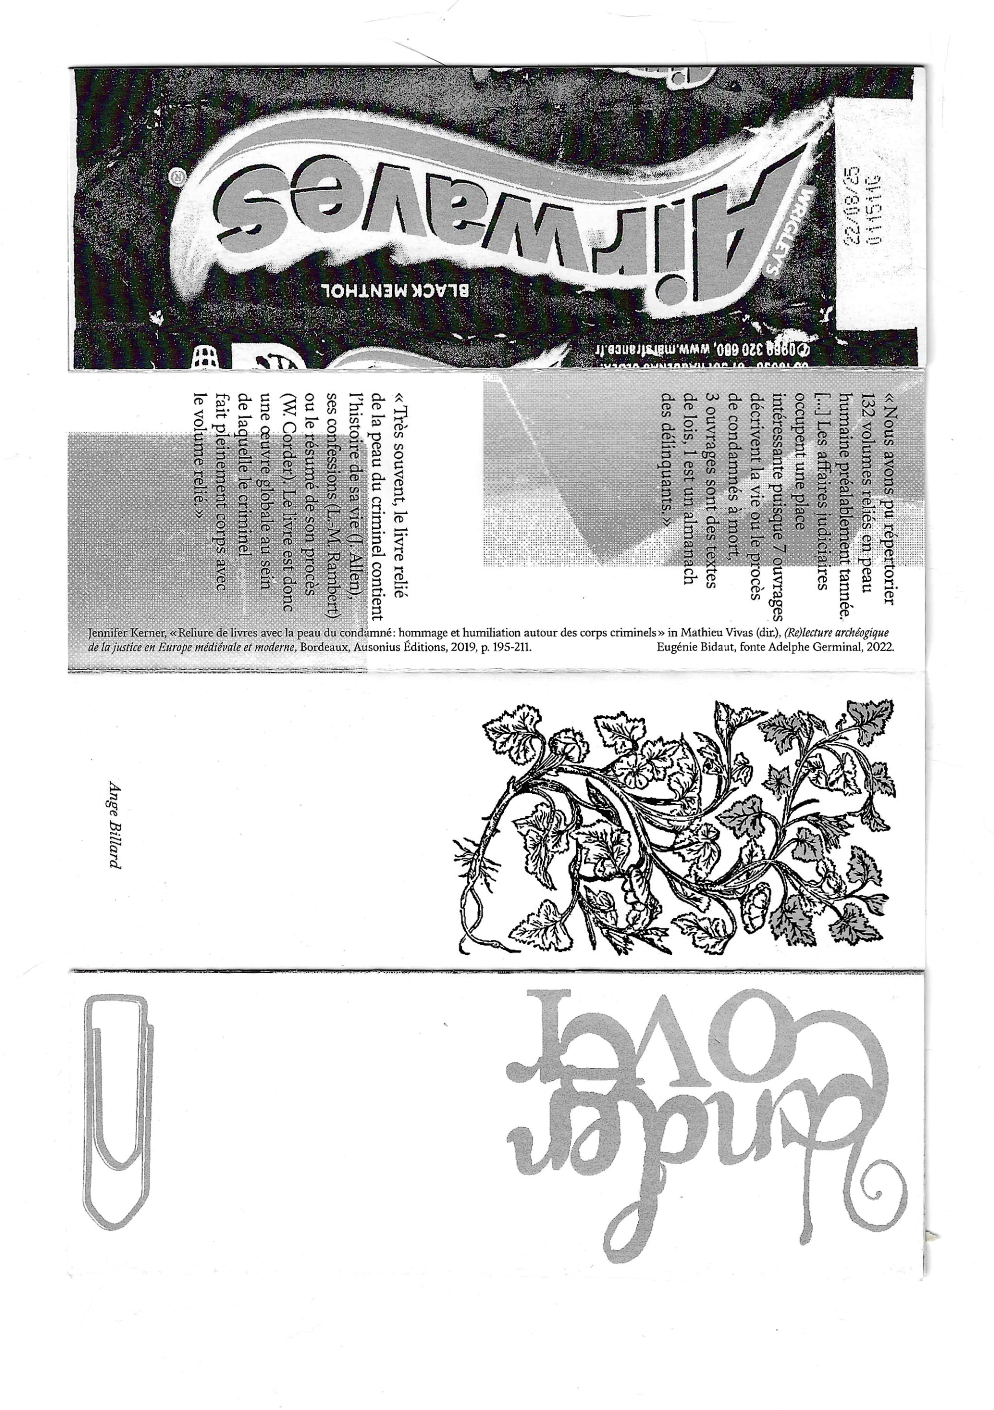 WRIGLEY'S
Airwaves®
BLACK MENTHOL
0115110
22/08/25
320 600, www.marsfrance.fr
« Nous avons pu répertorier
132 volumes reliés en peau
humaine préalablement tannée.
[...] Les affaires judiciaires
occupent une place
intéressante puisque 7 ouvrages
décrivent la vie ou le procès
de condamnés à mort,
3 ouvrages sont des textes
de lois, 1 est un almanach
des délinquants. »
« Très souvent, le livre relié
de la peau du criminel contient
l'histoire de sa vie (J. Allen),
ses confessions (L.-M. Rambert)
ou le résumé de son procès
(W. Corder). Le livre est donc
une œuvre globale au sein
de laquelle le criminel
fait pleinement corps avec
le volume relié. »
Jennifer Kerner, « Reliure de livres avec la peau du condamné : hommage et humiliation autour des corps criminels » in Mathieu Vivas (dir.), (Re)lecture archéologique
de la justice en Europe médiévale et moderne, Bordeaux, Ausonius Éditions, 2019, p. 195-211.
Eugénie Bidaut, fonte Adelphe Germinal, 2022.
Ange Billard
Under
cover